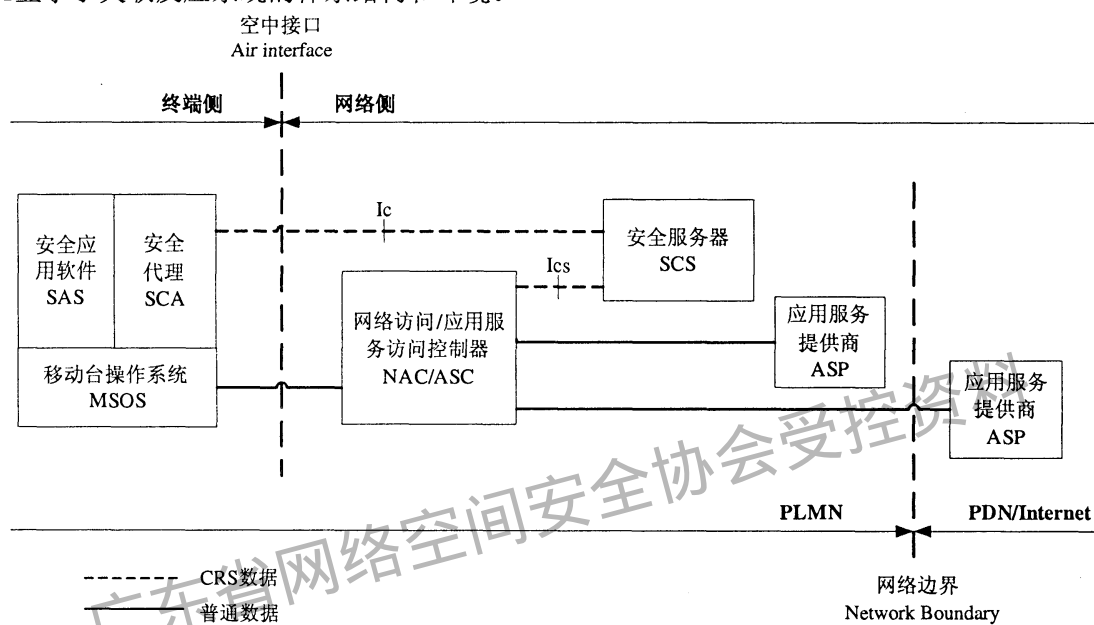 空中接口
Air interface
终端侧
网络侧
Ic
安全应
用软件
SAS
安全
代理
SCA
安全服务器
SCS
Ics
网络访问/应用服
务访问控制器
NAC/ASC
应用服务
提供商
ASP
移动台操作系统
MSOS
应用服务
提供商
ASP
PLMN
PDN/Internet
CRS数据
普通数据
网络边界
Network Boundary
广东省网络空间安全协会受控资料